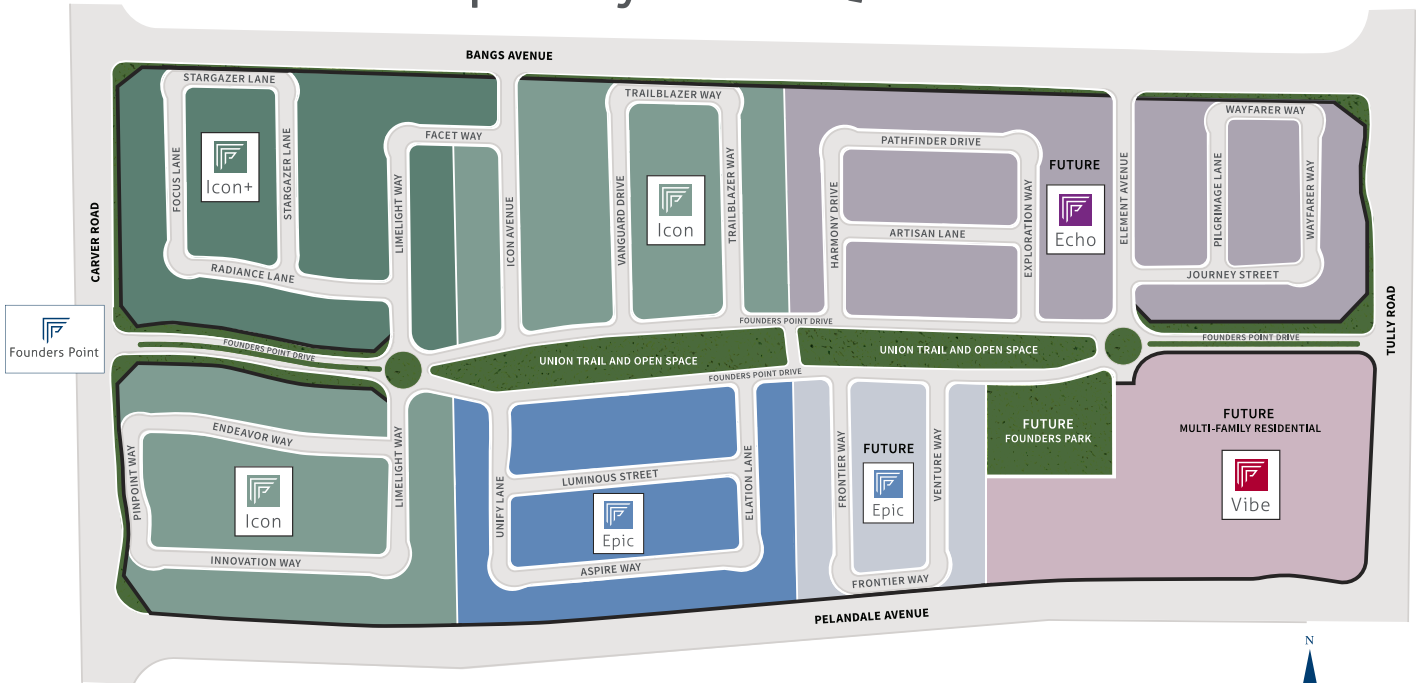 BANGS AVENUE
STARGAZER LANE
TRAILBLAZER WAY
WAYFARER WAY
FACET WAY
PATHFINDER DRIVE
FUTURE
FOCUS LANE
Icon+
STARGAZER LANE
LIMELIGHT WAY
ICON AVENUE
VANGUARD DRIVE
Icon
TRAILBLAZER WAY
HARMONY DRIVE
ARTISAN LANE
EXPLORATION WAY
Echo
ELEMENT AVENUE
PILGRIMAGE LANE
WAYFARER WAY
CARVER ROAD
RADIANCE LANE
JOURNEY STREET
TULLY ROAD
Founders Point
FOUNDERS POINT DRIVE
FOUNDERS POINT DRIVE
FOUNDERS POINT DRIVE
UNION TRAIL AND OPEN SPACE
UNION TRAIL AND OPEN SPACE
FOUNDERS POINT DRIVE
FUTURE
MULTI-FAMILY RESIDENTIAL
FUTURE
FOUNDERS PARK
ENDEAVOR WAY
PINPOINT WAY
Icon
LIMELIGHT WAY
INNOVATION WAY
UNIFY LANE
LUMINOUS STREET
Epic
ELATION LANE
ASPIRE WAY
FRONTIER WAY
FUTURE
Epic
VENTURE WAY
FRONTIER WAY
Vibe
PELANDALE AVENUE
N